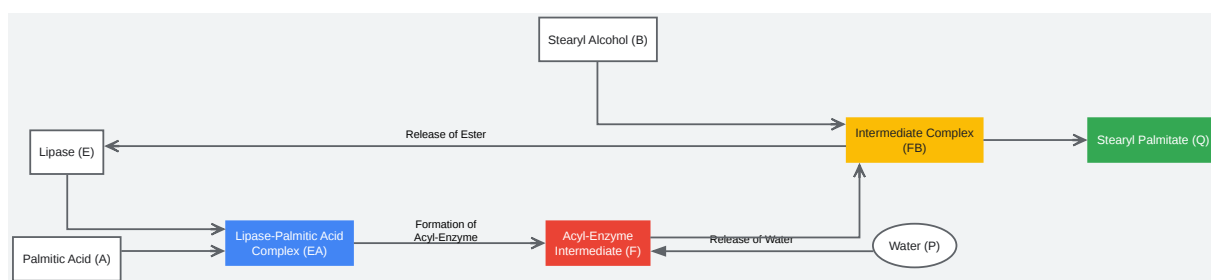 Stearyl Alcohol (B)
Release of Ester
Intermediate Complex
(FB)
Stearyl Palmitate (Q)
Lipase (E)
Formation of
Acyl-Enzyme
Lipase-Palmitic Acid
Complex (EA)
Acyl-Enzyme
Intermediate (F)
Release of Water
Water (P)
Palmitic Acid (A)